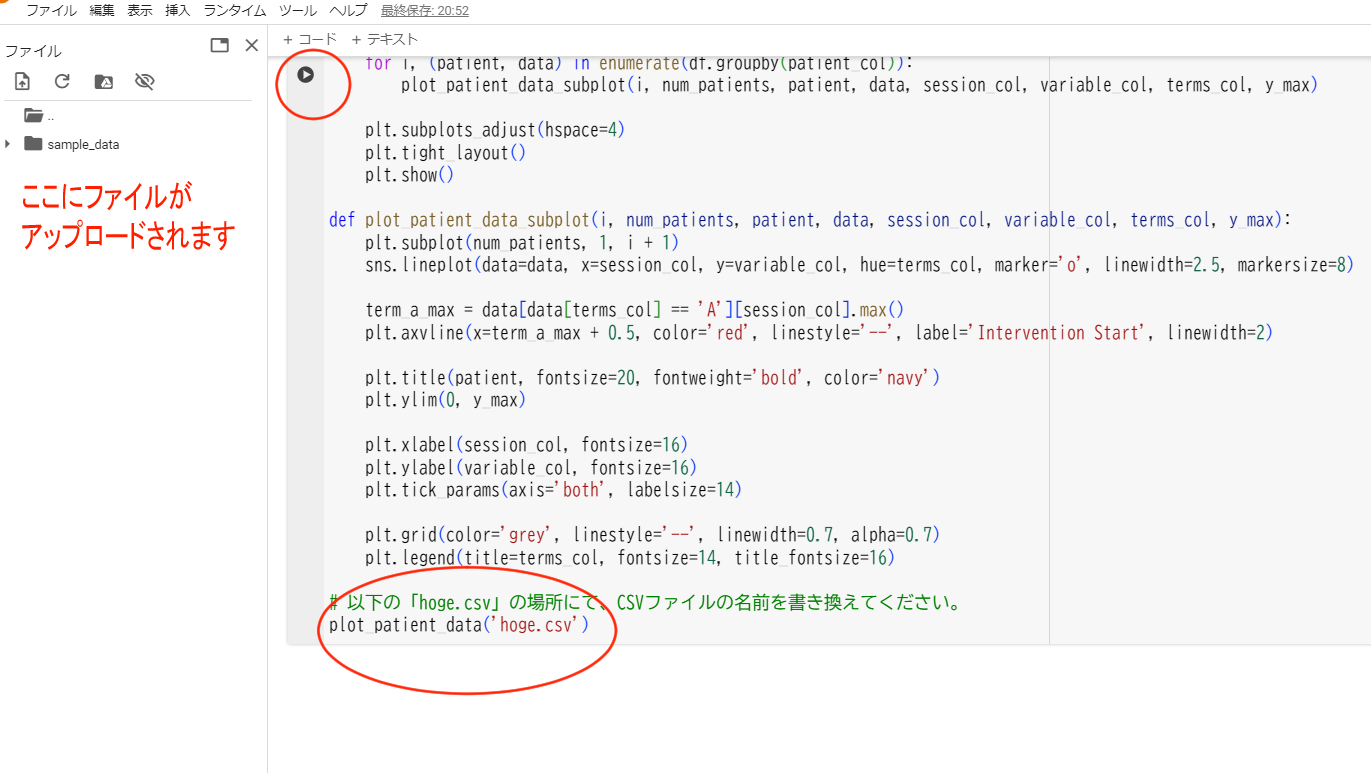 ファイル 編集 表示 挿入 ランタイム ツール ヘルプ 最終保存: 20:52
ファイル
+ コード + テキスト
..
sample_data
ここにファイルが
アップロードされます
for i, (patient, data) in enumerate(df.groupby(patient_col)):
plot_patient_data_subplot(i, num_patients, patient, data, session_col, variable_col, terms_col, y_max)
plt.subplots_adjust(hspace=4)
plt.tight_layout()
plt.show()
def plot_patient_data_subplot(i, num_patients, patient, data, session_col, variable_col, terms_col, y_max):
plt.subplot(num_patients, 1, i + 1)
sns.lineplot(data=data, x=session_col, y=variable_col, hue=terms_col, marker='o', linewidth=2.5, markersize=8)
term_a_max = data[data[terms_col] == 'A'][session_col].max()
plt.axvline(x=term_a_max + 0.5, color='red', linestyle='--', label='Intervention Start', linewidth=2)
plt.title(patient, fontsize=20, fontweight='bold', color='navy')
plt.ylim(0, y_max)
plt.xlabel(session_col, fontsize=16)
plt.ylabel(variable_col, fontsize=16)
plt.tick_params(axis='both', labelsize=14)
plt.grid(color='grey', linestyle='--', linewidth=0.7, alpha=0.7)
plt.legend(title=terms_col, fontsize=14, title_fontsize=16)
# 以下の「hoge.csv」の場所にて、CSVファイルの名前を書き換えてください。
plot_patient_data('hoge.csv')